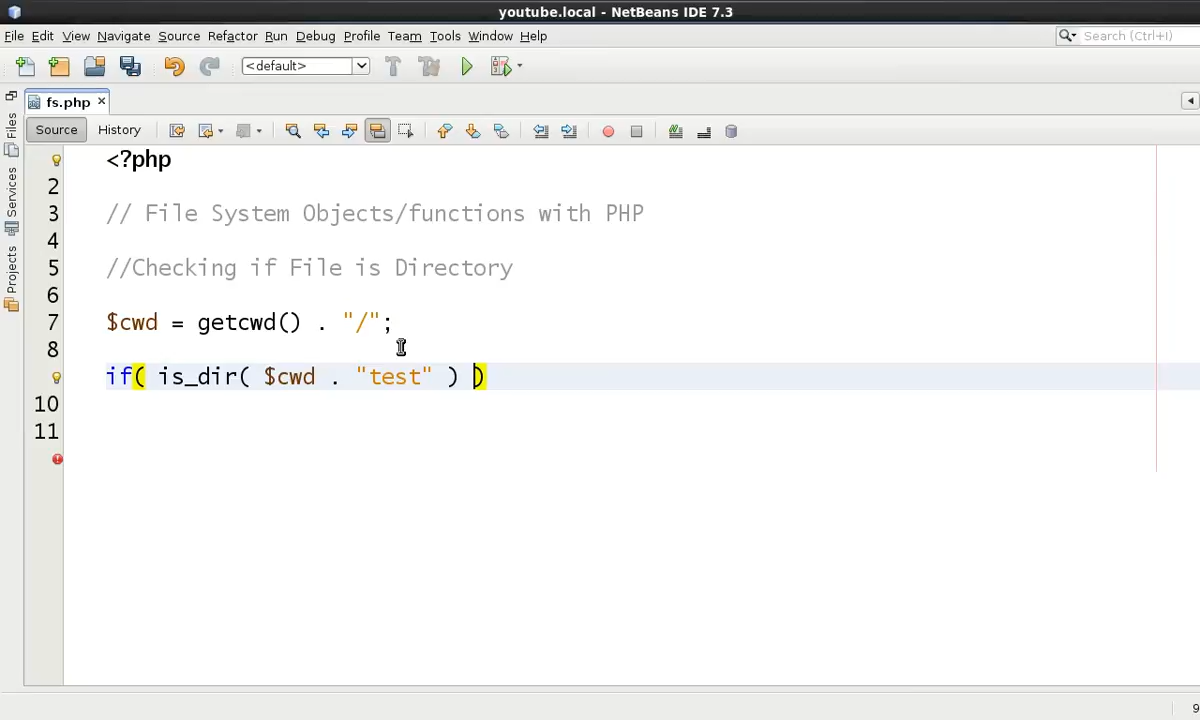 youtube.local - NetBeans IDE 7.3
File Edit View Navigate Source Refactor Run Debug Profile Team Tools Window Help
Search (Ctrl+I)
<default>
fs.php
Source History
Files
Services
Projects
<?php
2
3 // File System Objects/functions with PHP
4
5 //Checking if File is Directory
6
7 $cwd = getcwd() . "/";
8
if( is_dir( $cwd . "test" ) )
10
11
9